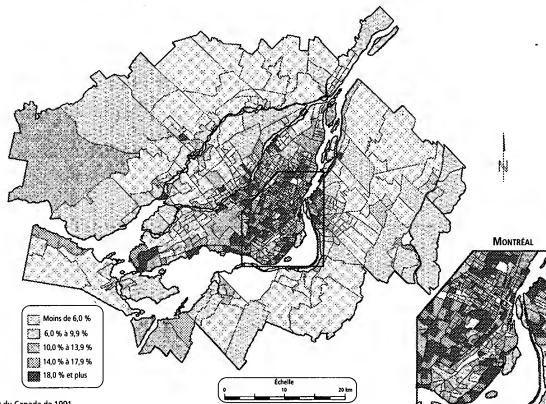 N
MONTRÉAL
Moins de 6,0 %
6,0 % à 9,9 %
10,0 % à 13,9 %
14,0 % à 17,9 %
18,0 % et plus
Échelle
0 10 20 km
du Canada de 1991